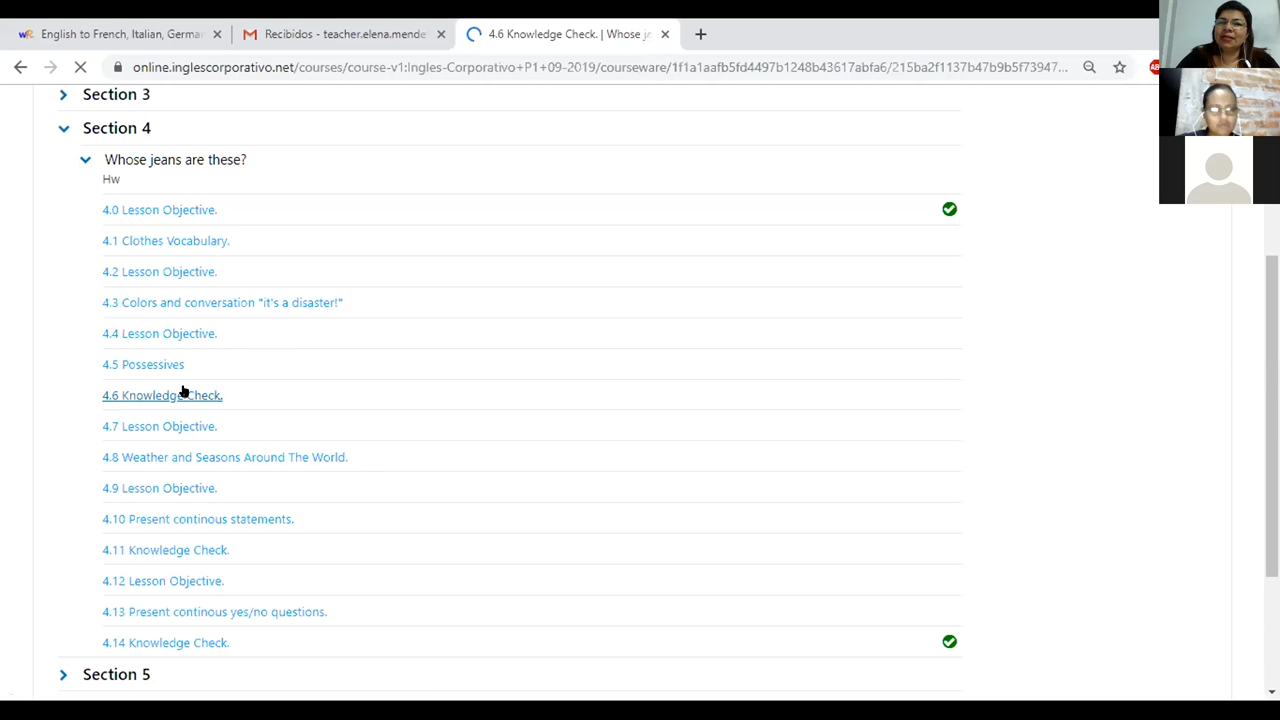 English to French, Italian, Germa
Recibidos - teacher.elena.mende
4.6 Knowledge Check. | Whose je
online.inglescorporativo.net/courses/course-v1:Ingles-Corporativo+P1+09-2019/courseware/1f1a1aafb5fd4497b1248b43617abfa6/215ba2f1137b47b9b5f73947...
Section 3
Section 4
Whose jeans are these?
Hw
4.0 Lesson Objective.
4.1 Clothes Vocabulary.
4.2 Lesson Objective.
4.3 Colors and conversation "it's a disaster!"
4.4 Lesson Objective.
4.5 Possessives
4.6 Knowledge Check.
4.7 Lesson Objective.
4.8 Weather and Seasons Around The World.
4.9 Lesson Objective.
4.10 Present continous statements.
4.11 Knowledge Check.
4.12 Lesson Objective.
4.13 Present continous yes/no questions.
4.14 Knowledge Check.
Section 5